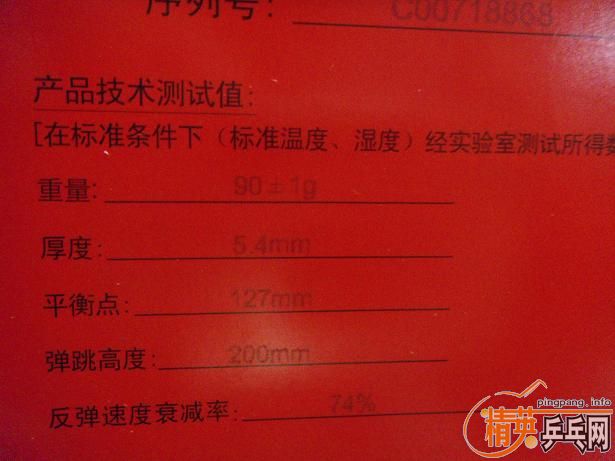 序列号: C00718868
产品技术测试值:
[在标准条件下（标准温度、湿度）经实验室测试所得数
重量: 90±1g
厚度: 5.4mm
平衡点: 127mm
弹跳高度: 200mm
反弹速度衰减率: 74%
pingpang.info
精英乒乓网